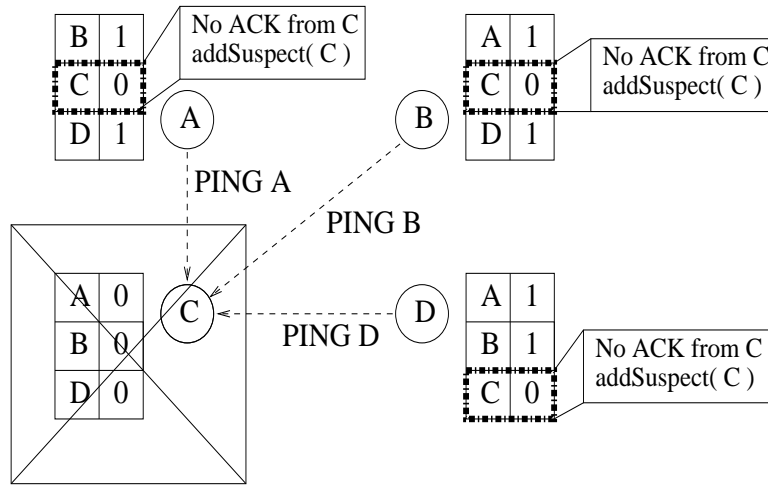 B 1
C 0
D 1
No ACK from C
addSuspect( C )
A
B
A 1
C 0
D 1
No ACK from C
addSuspect( C )
PING A
PING B
A 0
B 0
D 0
C
PING D
D
A 1
B 1
C 0
No ACK from C
addSuspect( C )